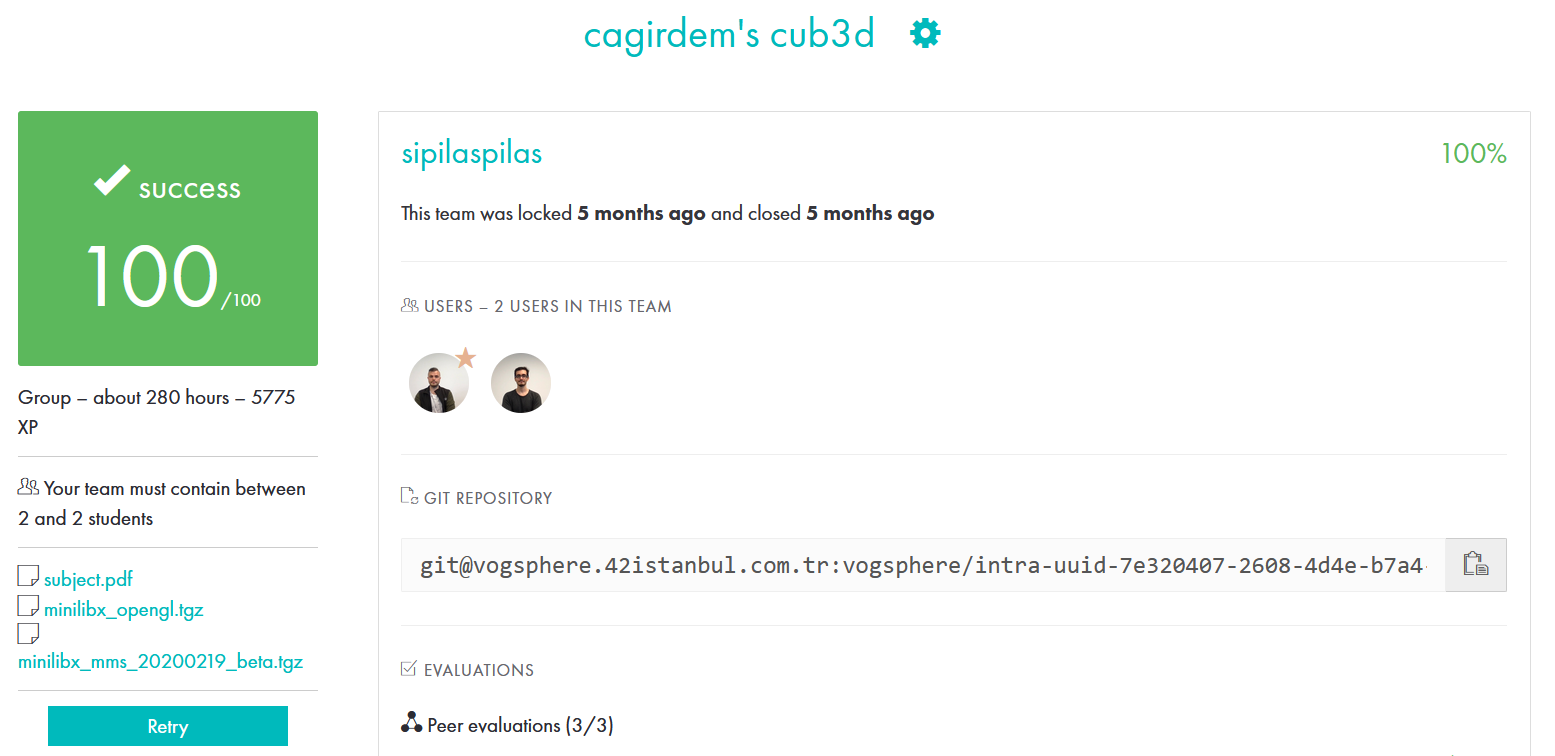 cagirdem's cub3d
success
100/100
Group – about 280 hours – 5775
XP
Your team must contain between
2 and 2 students
subject.pdf
minilibx_opengl.tgz
minilibx_mms_20200219_beta.tgz
Retry
sipilaspilas
100%
This team was locked 5 months ago and closed 5 months ago
USERS – 2 USERS IN THIS TEAM
GIT REPOSITORY
git@vogsphere.42istanbul.com.tr:vogsphere/intra-uuid-7e320407-2608-4d4e-b7a4-
EVALUATIONS
Peer evaluations (3/3)